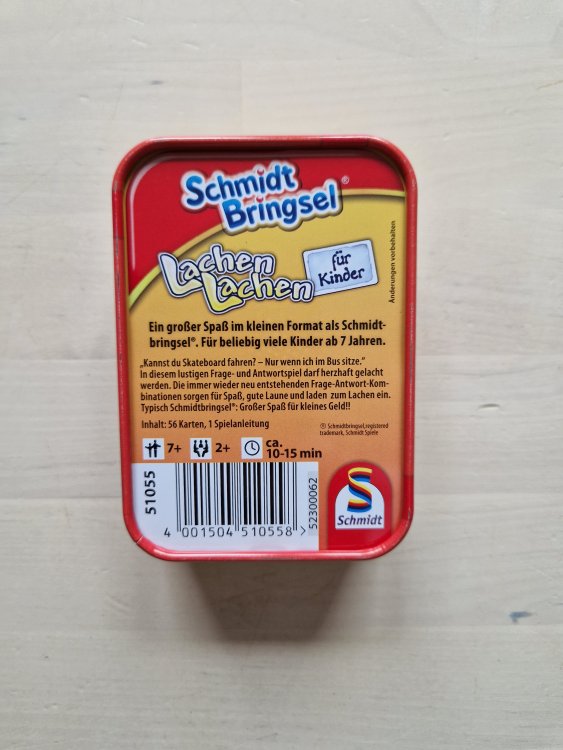 Schmidt
Bringsel®
Lachen
Lachen
für
Kinder
Änderungen vorbehalten
Ein großer Spaß im kleinen Format als Schmidt-
bringsel®. Für beliebig viele Kinder ab 7 Jahren.
„Kannst du Skateboard fahren? – Nur wenn ich im Bus sitze.“
In diesem lustigen Frage- und Antwortspiel darf herzhaft gelacht
werden. Die immer wieder neu entstehenden Frage-Antwort-Kom-
binationen sorgen für Spaß, gute Laune und laden zum Lachen ein.
Typisch Schmidtbringsel®: Großer Spaß für kleines Geld!!
Inhalt: 56 Karten, 1 Spielanleitung
® Schmidtbringsel, registered
trademark, Schmidt Spiele
7+ 2+ ca.
10-15 min
51055
4 001504 510558 >
52300062
Schmidt